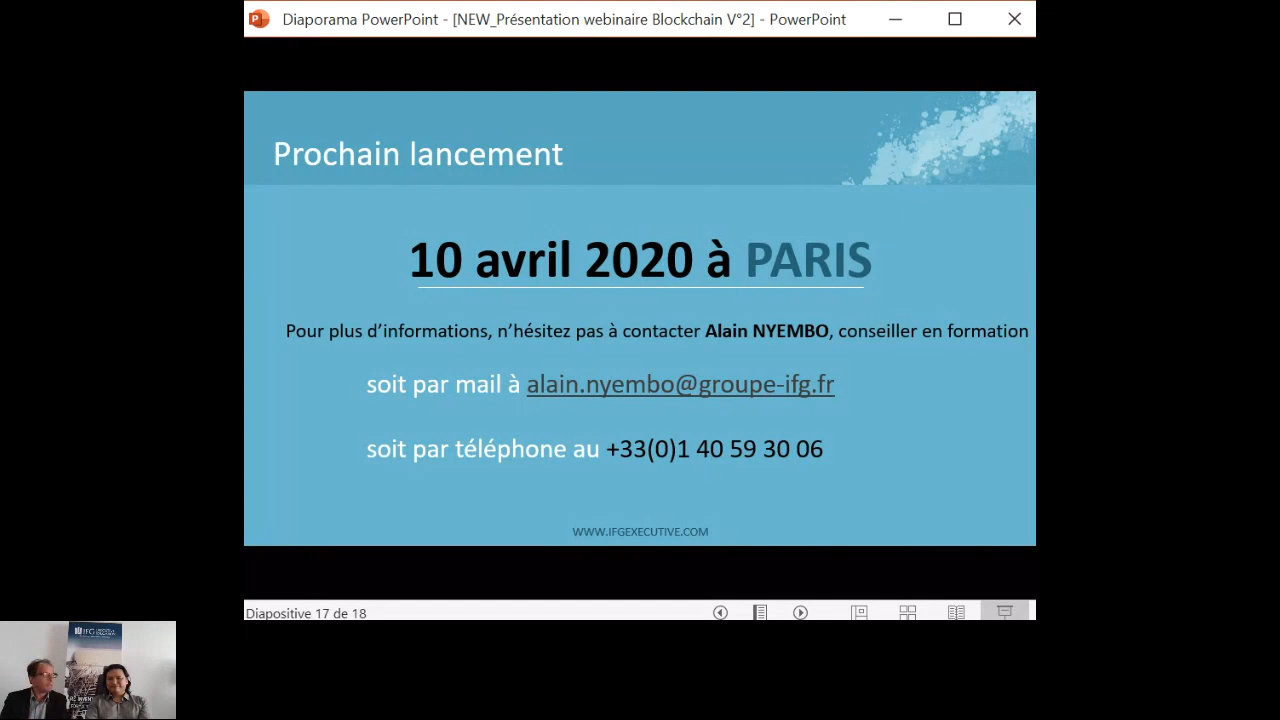 Diaporama PowerPoint - [NEW_Présentation webinaire Blockchain V°2] - PowerPoint
Prochain lancement
10 avril 2020 à PARIS
Pour plus d’informations, n’hésitez pas à contacter Alain NYEMBO, conseiller en formation
soit par mail à alain.nyembo@groupe-ifg.fr
soit par téléphone au +33(0)1 40 59 30 06
WWW.IFGEXECUTIVE.COM
Diapositive 17 de 18
IFG